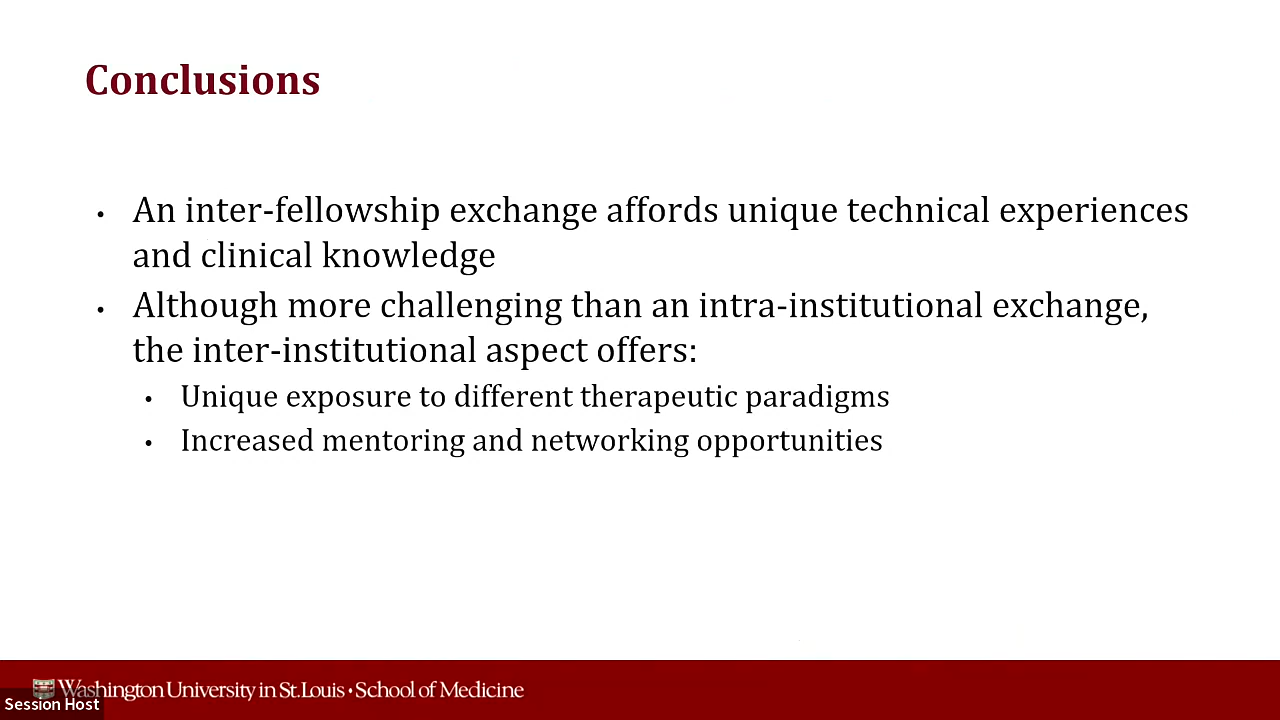 Conclusions
• An inter-fellowship exchange affords unique technical experiences
and clinical knowledge
• Although more challenging than an intra-institutional exchange,
the inter-institutional aspect offers:
• Unique exposure to different therapeutic paradigms
• Increased mentoring and networking opportunities
Washington University in St. Louis • School of Medicine
Session Host